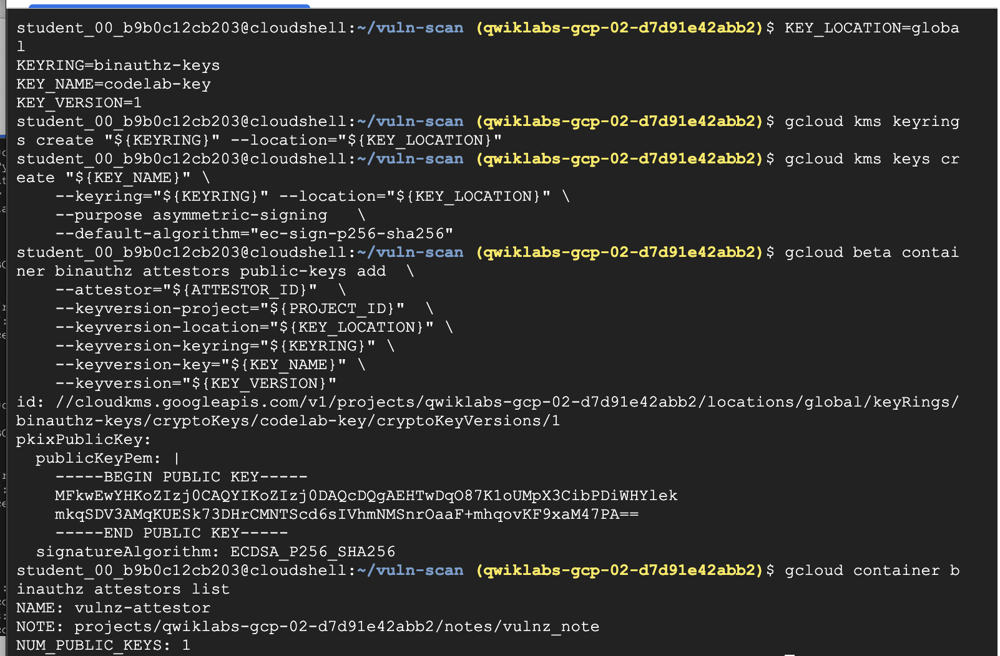 student_00_b9b0c12cb203@cloudshell:~/vuln-scan (qwiklabs-gcp-02-d7d91e42abb2)$ KEY_LOCATION=globa
l
KEYRING=binauthz-keys
KEY_NAME=codelab-key
KEY_VERSION=1
student_00_b9b0c12cb203@cloudshell:~/vuln-scan (qwiklabs-gcp-02-d7d91e42abb2)$ gcloud kms keyring
s create "${KEYRING}" --location="${KEY_LOCATION}"
student_00_b9b0c12cb203@cloudshell:~/vuln-scan (qwiklabs-gcp-02-d7d91e42abb2)$ gcloud kms keys cr
eate "${KEY_NAME}" \
    --keyring="${KEYRING}" --location="${KEY_LOCATION}" \
    --purpose asymmetric-signing   \
    --default-algorithm="ec-sign-p256-sha256"
student_00_b9b0c12cb203@cloudshell:~/vuln-scan (qwiklabs-gcp-02-d7d91e42abb2)$ gcloud beta contai
ner binauthz attestors public-keys add  \
    --attestor="${ATTESTOR_ID}"  \
    --keyversion-project="${PROJECT_ID}"  \
    --keyversion-location="${KEY_LOCATION}" \
    --keyversion-keyring="${KEYRING}" \
    --keyversion-key="${KEY_NAME}" \
    --keyversion="${KEY_VERSION}"
id: //cloudkms.googleapis.com/v1/projects/qwiklabs-gcp-02-d7d91e42abb2/locations/global/keyRings/
binauthz-keys/cryptoKeys/codelab-key/cryptoKeyVersions/1
pkixPublicKey:
  publicKeyPem: |
    -----BEGIN PUBLIC KEY-----
    MFkwEwYHKoZIzj0CAQYIKoZIzj0DAQcDQgAEHTwDqO87K1oUMpX3CibPDiWHYlek
    mkqSDV3AMqKUESk73DHrCMNTScd6sIVhmNMSnrOaaF+mhqovKF9xaM47PA==
    -----END PUBLIC KEY-----
  signatureAlgorithm: ECDSA_P256_SHA256
student_00_b9b0c12cb203@cloudshell:~/vuln-scan (qwiklabs-gcp-02-d7d91e42abb2)$ gcloud container b
inauthz attestors list
NAME: vulnz-attestor
NOTE: projects/qwiklabs-gcp-02-d7d91e42abb2/notes/vulnz_note
NUM_PUBLIC_KEYS: 1